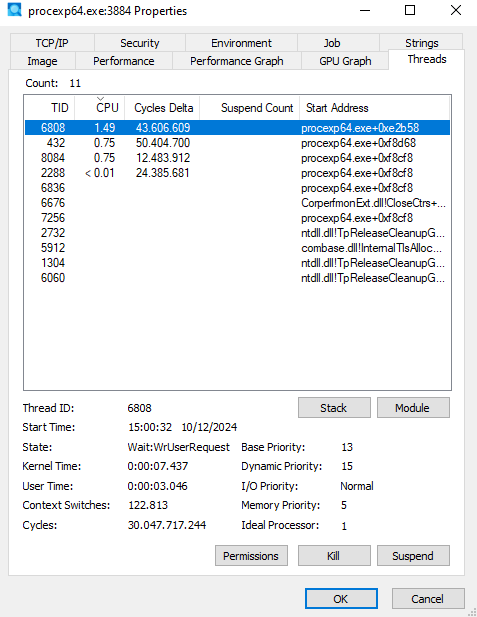 procexp64.exe:3884 Properties
TCP/IP Security Environment Job Strings
Image Performance Performance Graph GPU Graph Threads
Count: 11
TID CPU Cycles Delta Suspend Count Start Address
6808 1.49 43.606.609 procexp64.exe+0xe2b58
432 0.75 50.404.700 procexp64.exe+0xf8d68
8084 0.75 12.483.912 procexp64.exe+0xf8cf8
2288 < 0.01 24.385.681 procexp64.exe+0xf8cf8
6836 procexp64.exe+0xf8cf8
6676 CorperfmonExt.dll!CloseCtrs+...
7256 procexp64.exe+0xf8cf8
2732 ntdll.dll!TpReleaseCleanupG...
5912 combase.dll!InternalTlsAlloc...
1304 ntdll.dll!TpReleaseCleanupG...
6060 ntdll.dll!TpReleaseCleanupG...
Thread ID: 6808 Stack Module
Start Time: 15:00:32 10/12/2024
State: Wait:WrUserRequest Base Priority: 13
Kernel Time: 0:00:07.437 Dynamic Priority: 15
User Time: 0:00:03.046 I/O Priority: Normal
Context Switches: 122.813 Memory Priority: 5
Cycles: 30.047.717.244 Ideal Processor: 1
Permissions Kill Suspend
OK Cancel